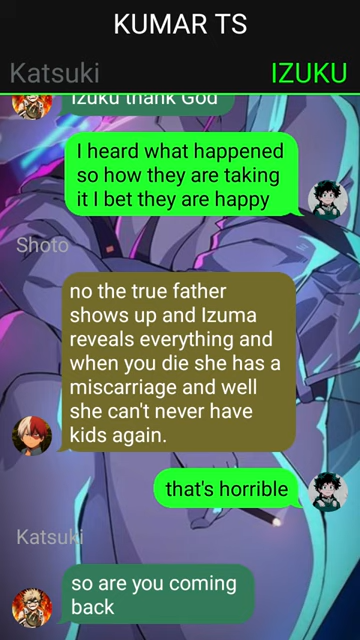 KUMAR TS
Katsuki
IZUKU
Izuku thank God
I heard what happened
so how they are taking
it I bet they are happy
Shoto
no the true father
shows up and Izuma
reveals everything and
when you die she has a
miscarriage and well
she can't never have
kids again.
that's horrible
Katsuki
so are you coming
back